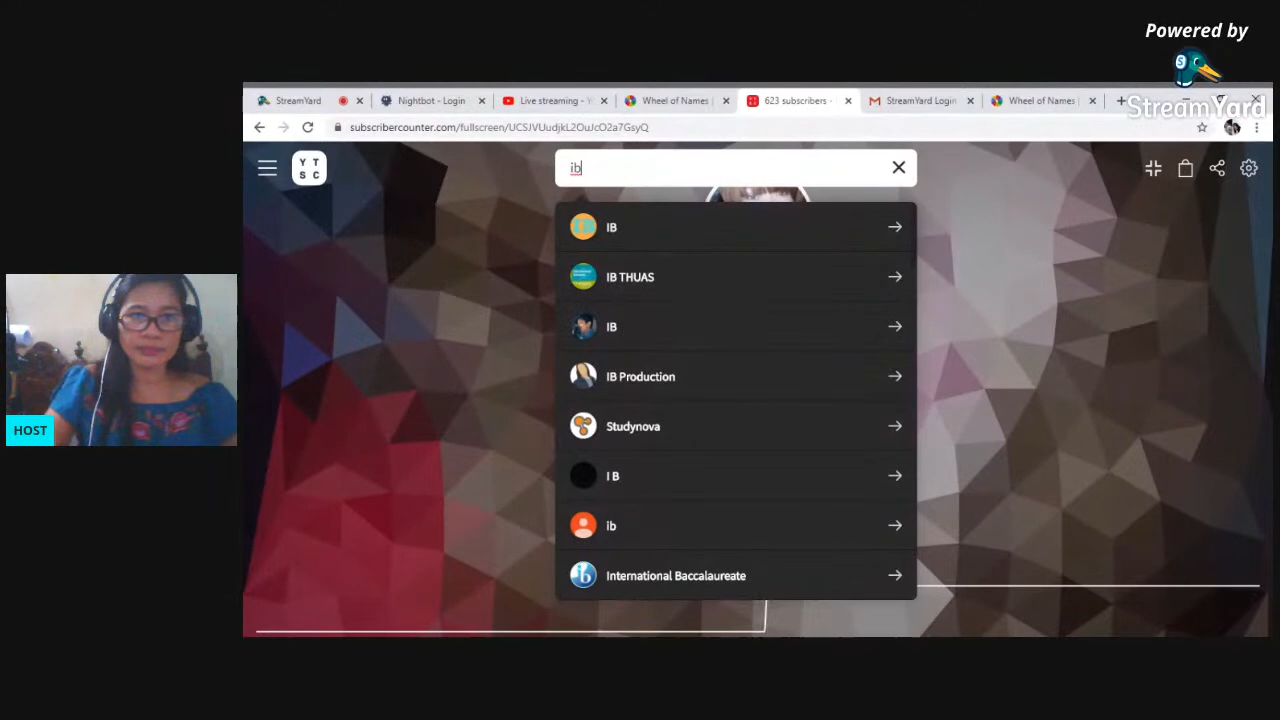 Powered by
StreamYard
StreamYard
Nightbot - Login
Live streaming - Y
Wheel of Names
623 subscribers -
StreamYard Login
Wheel of Names
subscribercounter.com/fullscreen/UCSJVUudjkL2OuJcO2a7GsyQ
Y T
S C
ib
IB
IB THUAS
IB
IB Production
Studynova
I B
ib
International Baccalaureate
HOST